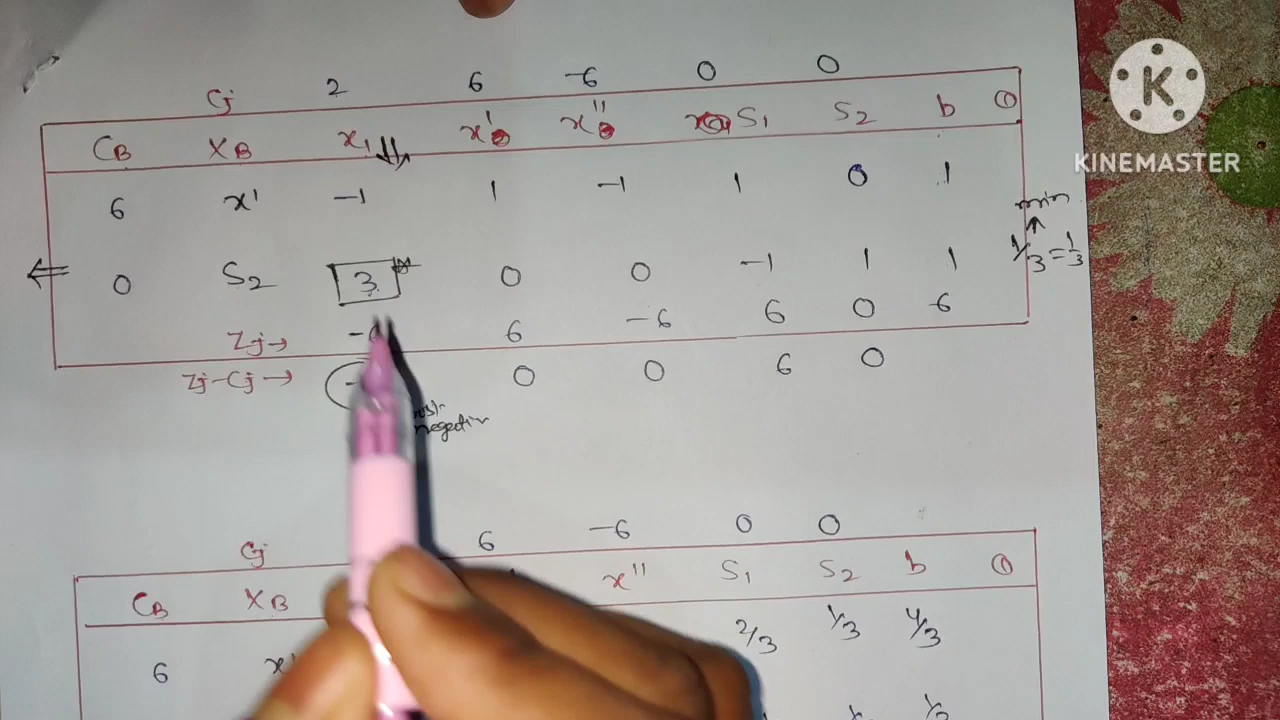 2 6 -6 0 0
Cj
CB XB x₁ x' x'' S₁ S₂ b Θ
KINEMASTER
6 x' -1 1 -1 1 0 1
min
0 S₂ 3 0 0 -1 1 1 1/3 = 1/3
Zj→ 6 -6 6 0 6
Zj-Cj→ 0 0 6 0
negative
Cj 6 -6 0 0
CB XB x'' S₁ S₂ b Θ
6 2/3 1/3 4/3